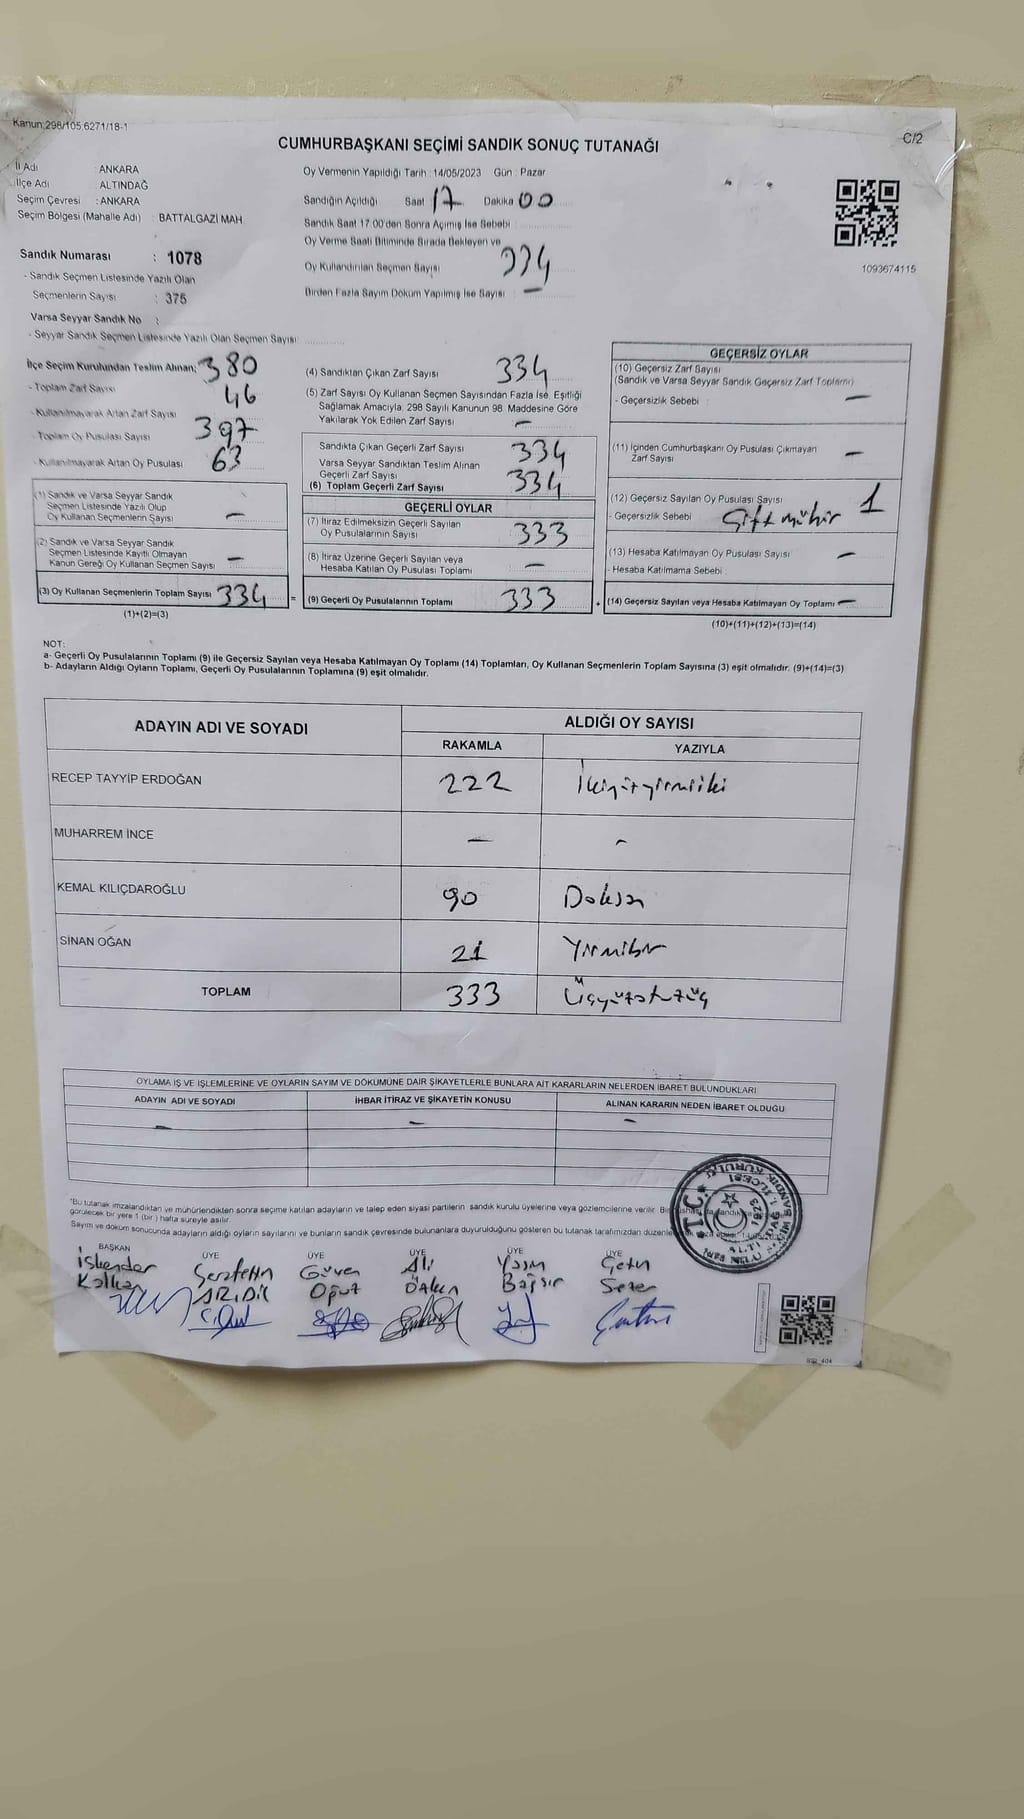 Kanun:298/105,6271/18-1
C/2
CUMHURBAŞKANI SEÇİMİ SANDIK SONUÇ TUTANAĞI
İl Adı : ANKARA
İlçe Adı : ALTINDAĞ
Seçim Çevresi : ANKARA
Seçim Bölgesi (Mahalle Adı) : BATTALGAZİ MAH.
Sandık Numarası : 1078
- Sandık Seçmen Listesinde Yazılı Olan
Seçmenlerin Sayısı : 375
Varsa Seyyar Sandık No :
- Seyyar Sandık Seçmen Listesinde Yazılı Olan Seçmen Sayısı
Oy Vermenin Yapıldığı Tarih : 14/05/2023 Gün : Pazar
Sandığın Açıldığı Saat 17 Dakika 00
Sandık Saat 17.00'den Sonra Açımış İse Sebebi
Oy Verme Saati Bitiminde Sırada Bekleyen ve
Oy Kullandırılan Seçmen Sayısı 334
Birden Fazla Sayım Döküm Yapılmış İse Sayısı : -
1093674115
İlçe Seçim Kurulundan Teslim Alınan; 380
- Toplam Zarf Sayısı
46
- Kullanılmayarak Artan Zarf Sayısı
- Toplam Oy Pusulası Sayısı 397
- Kullanılmayarak Artan Oy Pusulası 63
(1) Sandık ve Varsa Seyyar Sandık
Seçmen Listesinde Yazılı Olup
Oy Kullanan Seçmenlerin Sayısı -
(2) Sandık ve Varsa Seyyar Sandık
Seçmen Listesinde Kayıtlı Olmayan
Kanun Gereği Oy Kullanan Seçmen Sayısı -
(3) Oy Kullanan Seçmenlerin Toplam Sayısı 334 =
(1)+(2)=(3)
(4) Sandıktan Çıkan Zarf Sayısı 334
(5) Zarf Sayısı Oy Kullanan Seçmen Sayısından Fazla İse, Eşitliği
Sağlamak Amacıyla, 298 Sayılı Kanunun 98. Maddesine Göre
Yakılarak Yok Edilen Zarf Sayısı -
Sandıkta Çıkan Geçerli Zarf Sayısı 334
Varsa Seyyar Sandıktan Teslim Alınan
Geçerli Zarf Sayısı
(6) Toplam Geçerli Zarf Sayısı 334
GEÇERLİ OYLAR
(7) İtiraz Edilmeksizin Geçerli Sayılan
Oy Pusulalarının Sayısı 333
(8) İtiraz Üzerine Geçerli Sayılan veya
Hesaba Katılan Oy Pusulası Toplamı -
(9) Geçerli Oy Pusulalarının Toplamı 333 +
GEÇERSİZ OYLAR
(10) Geçersiz Zarf Sayısı
(Sandık ve Varsa Seyyar Sandık Geçersiz Zarf Toplamı)
- Geçersizlik Sebebi : -
(11) İçinden Cumhurbaşkanı Oy Pusulası Çıkmayan
Zarf Sayısı -
(12) Geçersiz Sayılan Oy Pusulası Sayısı 1
- Geçersizlik Sebebi Çift mühür
(13) Hesaba Katılmayan Oy Pusulası Sayısı -
- Hesaba Katılmama Sebebi :
(14) Geçersiz Sayılan veya Hesaba Katılmayan Oy Toplamı -
(10)+(11)+(12)+(13)=(14)
NOT:
a- Geçerli Oy Pusulalarının Toplamı (9) ile Geçersiz Sayılan veya Hesaba Katılmayan Oy Toplamı (14) Toplamları, Oy Kullanan Seçmenlerin Toplam Sayısına (3) eşit olmalıdır. (9)+(14)=(3)
b- Adayların Aldığı Oyların Toplamı, Geçerli Oy Pusulalarının Toplamına (9) eşit olmalıdır.
ADAYIN ADI VE SOYADI
ALDIĞI OY SAYISI
RAKAMLA YAZIYLA
RECEP TAYYİP ERDOĞAN 222 İkiyüzyirmiiki
MUHARREM İNCE - -
KEMAL KILIÇDAROĞLU 90 Doksan
SİNAN OĞAN 21 Yirmibir
TOPLAM 333 Üçyüzotuzüç
OYLAMA İŞ VE İŞLEMLERİNE VE OYLARIN SAYIM VE DÖKÜMÜNE DAİR ŞİKAYETLERLE BUNLARA AİT KARARLARIN NELERDEN İBARET BULUNDUKLARI
ADAYIN ADI VE SOYADI İHBAR İTİRAZ VE ŞİKAYETİN KONUSU ALINAN KARARIN NEDEN İBARET OLDUĞU
- - -
*Bu tutanak imzalandıktan ve mühürlendikten sonra seçime katılan adayların ve talep eden siyasi partilerin sandık kurulu üyelerine veya gözlemcilerine verilir.
görülecek bir yere 1 (bir) hafta süreyle asılır.
Sayım ve döküm sonucunda adayların aldığı oyların sayılarını ve bunların sandık çevresinde bulunanlara duyurulduğunu gösteren bu tutanak tarafımızdan
BAŞKAN ÜYE ÜYE ÜYE ÜYE ÜYE
İskender Şerafettin Güven Ali Yasin Çetin
Kalkan Sezer
T.C.